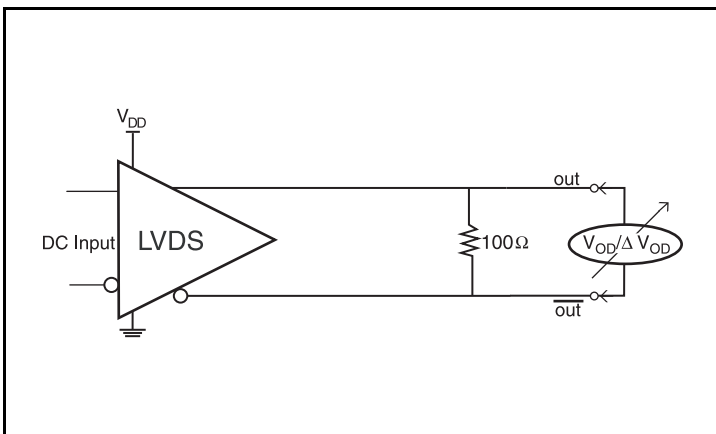 V_DD
out
DC Input
LVDS
100Ω
V_OD/Δ V_OD
out